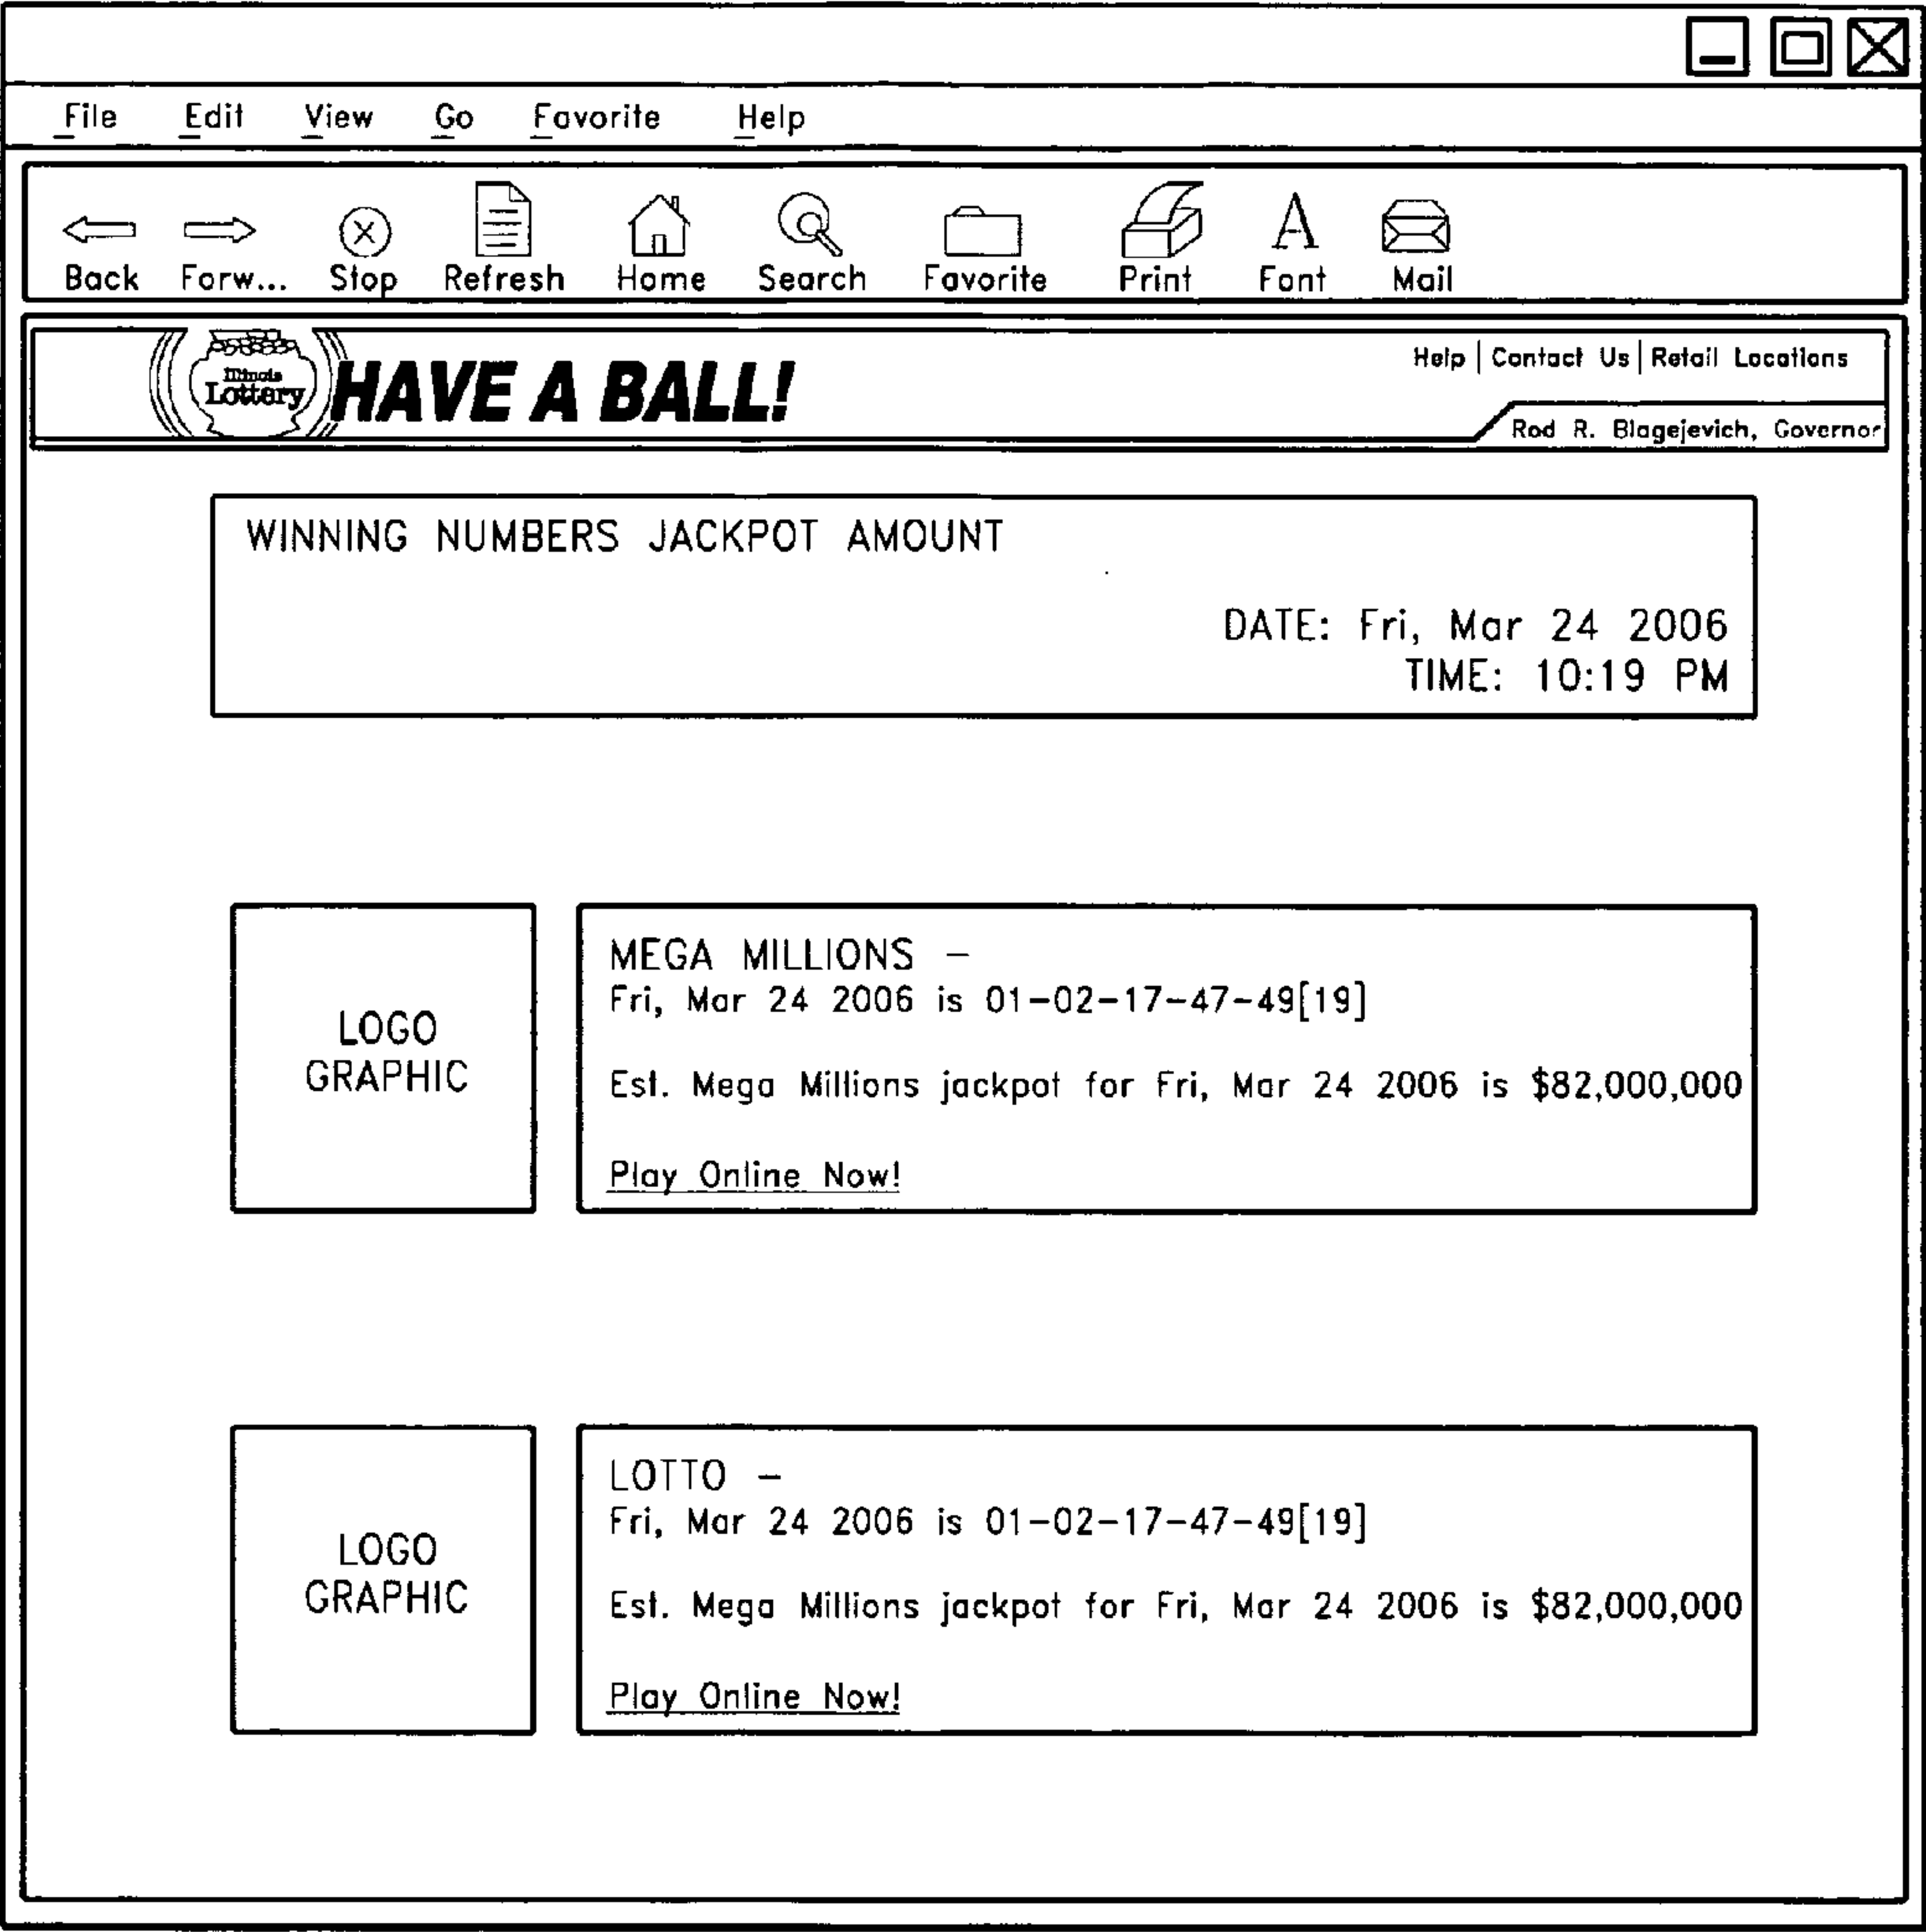 File Edit View Go Favorite Help
Back Forw... Stop Refresh Home Search Favorite Print A Font Mail
Illinois
Lottery
HAVE A BALL!
Help | Contact Us | Retail Locations
Rod R. Blagejevich, Governor
WINNING NUMBERS JACKPOT AMOUNT
DATE: Fri, Mar 24 2006
TIME: 10:19 PM
LOGO
GRAPHIC
MEGA MILLIONS –
Fri, Mar 24 2006 is 01–02–17–47–49[19]
Est. Mega Millions jackpot for Fri, Mar 24 2006 is $82,000,000
Play Online Now!
LOGO
GRAPHIC
LOTTO –
Fri, Mar 24 2006 is 01–02–17–47–49[19]
Est. Mega Millions jackpot for Fri, Mar 24 2006 is $82,000,000
Play Online Now!